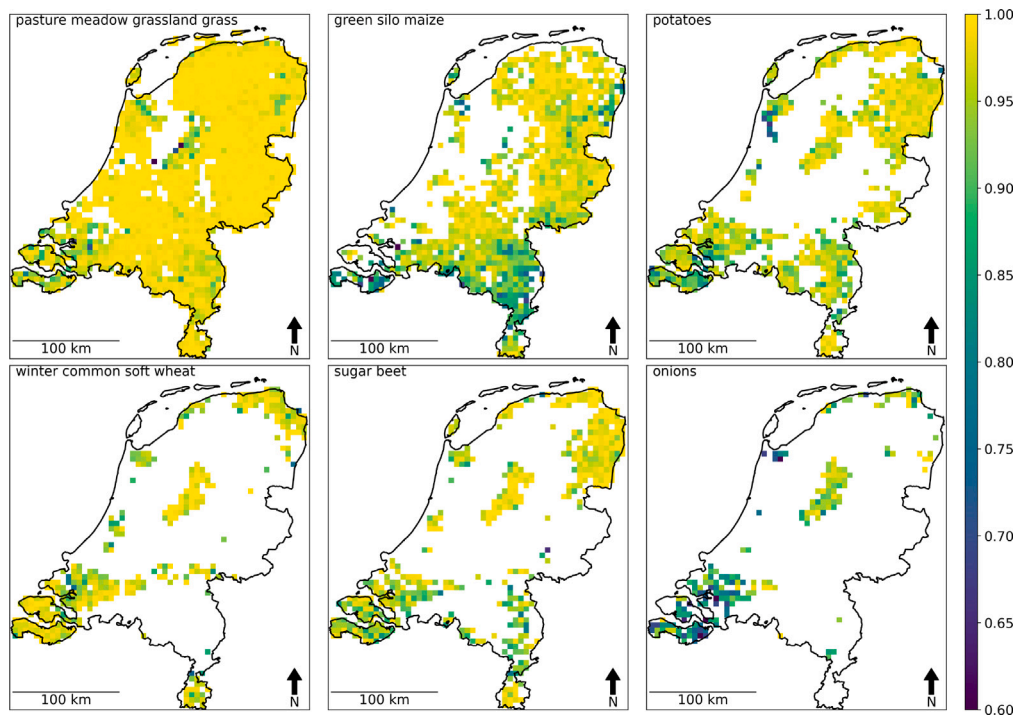 pasture meadow grassland grass
green silo maize
potatoes
1.00
0.95
0.90
0.85
0.80
0.75
0.70
0.65
0.60
100 km
N
100 km
N
100 km
N
winter common soft wheat
sugar beet
onions
100 km
N
100 km
N
100 km
N